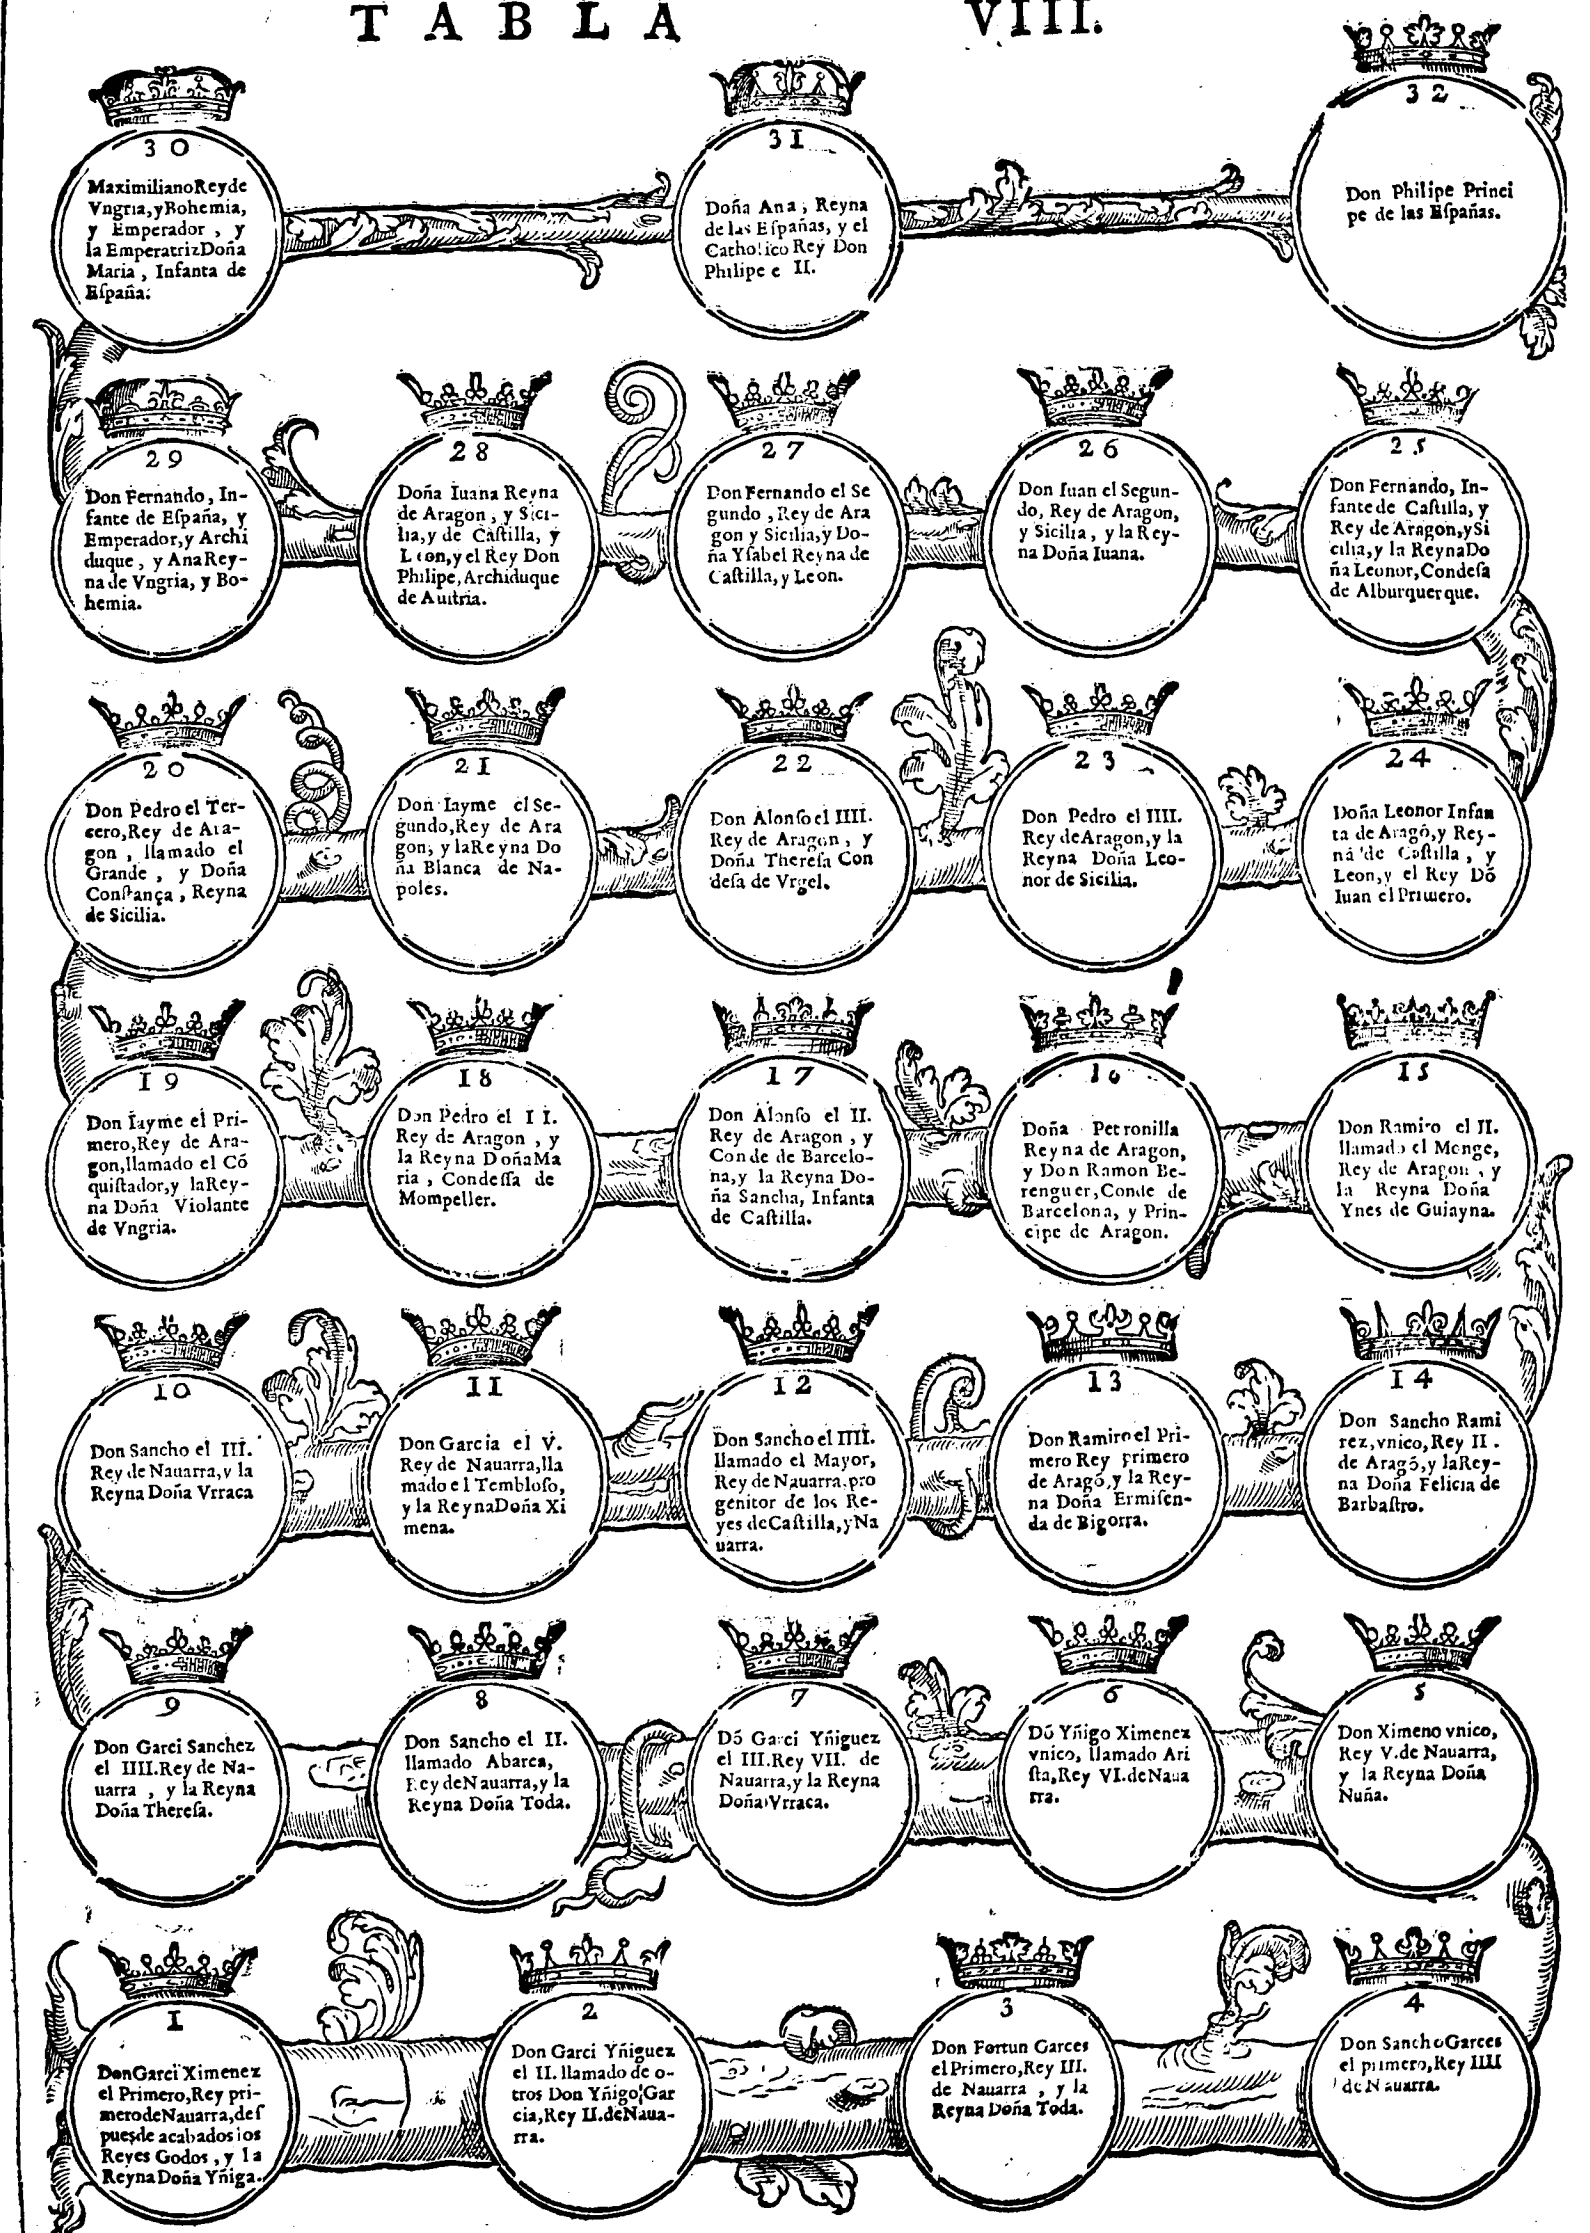 TABLA VIII.
30
Maximiliano Rey de
Vngria, y Bohemia,
y Emperador , y
la Emperatriz Doña
Maria , Infanta de
Eſpaña:
31
Doña Ana , Reyna
de las Eſpañas, y el
Catholico Rey Don
Philipe e II.
32
Don Philipe Princi
pe de las Eſpañas.
29
Don Fernando, In-
fante de Eſpaña, y
Emperador, y Archi
duque , y Ana Rey-
na de Vngria, y Bo-
hemia.
28
Doña Iuana Reyna
de Aragon , y Sici-
lia, y de Caſtilla, y
Leon, y el Rey Don
Philipe, Archiduque
de Auſtria.
27
Don Fernando el Se
gundo , Rey de Ara
gon y Sicilia, y Do-
ña Yſabel Reyna de
Caſtilla, y Leon.
26
Don Iuan el Segun-
do, Rey de Aragon,
y Sicilia , y la Rey-
na Doña Iuana.
25
Don Fernando, In-
fante de Caſtilla, y
Rey de Aragon, y Si
cilia, y la Reyna Do
ña Leonor, Condeſa
de Alburquerque.
20
Don Pedro el Ter-
cero, Rey de Ara-
gon , llamado el
Grande , y Doña
Conſtança , Reyna
de Sicilia.
21
Don Iayme el Se-
gundo, Rey de Ara
gon, y la Reyna Do
ña Blanca de Na-
poles.
22
Don Alonſo el IIII.
Rey de Aragon , y
Doña Thereſa Con
deſa de Vrgel.
23
Don Pedro el IIII.
Rey de Aragon, y la
Reyna Doña Leo-
nor de Sicilia.
24
Doña Leonor Infan
ta de Aragõ, y Rey-
na de Caſtilla , y
Leon, y el Rey Dõ
Iuan el Primero.
19
Don Iayme el Pri-
mero, Rey de Ara-
gon, llamado el Cõ
quiſtador, y la Rey-
na Doña Violante
de Vngria.
18
Don Pedro el II.
Rey de Aragon , y
la Reyna Doña Ma
ria , Condeſſa de
Mompeller.
17
Don Alonſo el II.
Rey de Aragon , y
Conde de Barcelo-
na, y la Reyna Do-
ña Sancha, Infanta
de Caſtilla.
16
Doña Petronilla
Reyna de Aragon,
y Don Ramon Be-
renguer, Conde de
Barcelona, y Prin-
cipe de Aragon.
15
Don Ramiro el II.
llamado el Monge,
Rey de Aragon , y
la Reyna Doña
Ynes de Guiayna.
10
Don Sancho el III.
Rey de Nauarra, y la
Reyna Doña Vrraca
11
Don Garcia el V.
Rey de Nauarra, lla
mado el Tembloſo,
y la Reyna Doña Xi
mena.
12
Don Sancho el IIII.
llamado el Mayor,
Rey de Nauarra, pro
genitor de los Re-
yes de Caſtilla, y Na
uarra.
13
Don Ramiro el Pri-
mero Rey primero
de Aragõ, y la Rey-
na Doña Ermiſen-
da de Bigorra.
14
Don Sancho Rami
rez, vnico, Rey II.
de Aragõ, y la Rey-
na Doña Felicia de
Barbaſtro.
9
Don Garci Sanchez
el IIII. Rey de Na-
uarra , y la Reyna
Doña Thereſa.
8
Don Sancho el II.
llamado Abarca,
Rey de Nauarra, y la
Reyna Doña Toda.
7
Dõ Garci Yñiguez
el III. Rey VII. de
Nauarra, y la Reyna
Doña Vrraca.
6
Dõ Yñigo Ximenez
vnico, llamado Ari
ſta, Rey VI. de Naua
rra.
5
Don Ximeno vnico,
Rey V. de Nauarra,
y la Reyna Doña
Nuña.
1
Don Garci Ximenez
el Primero, Rey pri-
mero de Nauarra, deſ
pues de acabados los
Reyes Godos , y la
Reyna Doña Yñiga.
2
Don Garci Yñiguez
el II. llamado de o-
tros Don Yñigo Gar
cia, Rey II. de Naua-
rra.
3
Don Fortun Garces
el Primero, Rey III.
de Nauarra , y la
Reyna Doña Toda.
4
Don Sancho Garces
el primero, Rey IIII
de Nauarra.